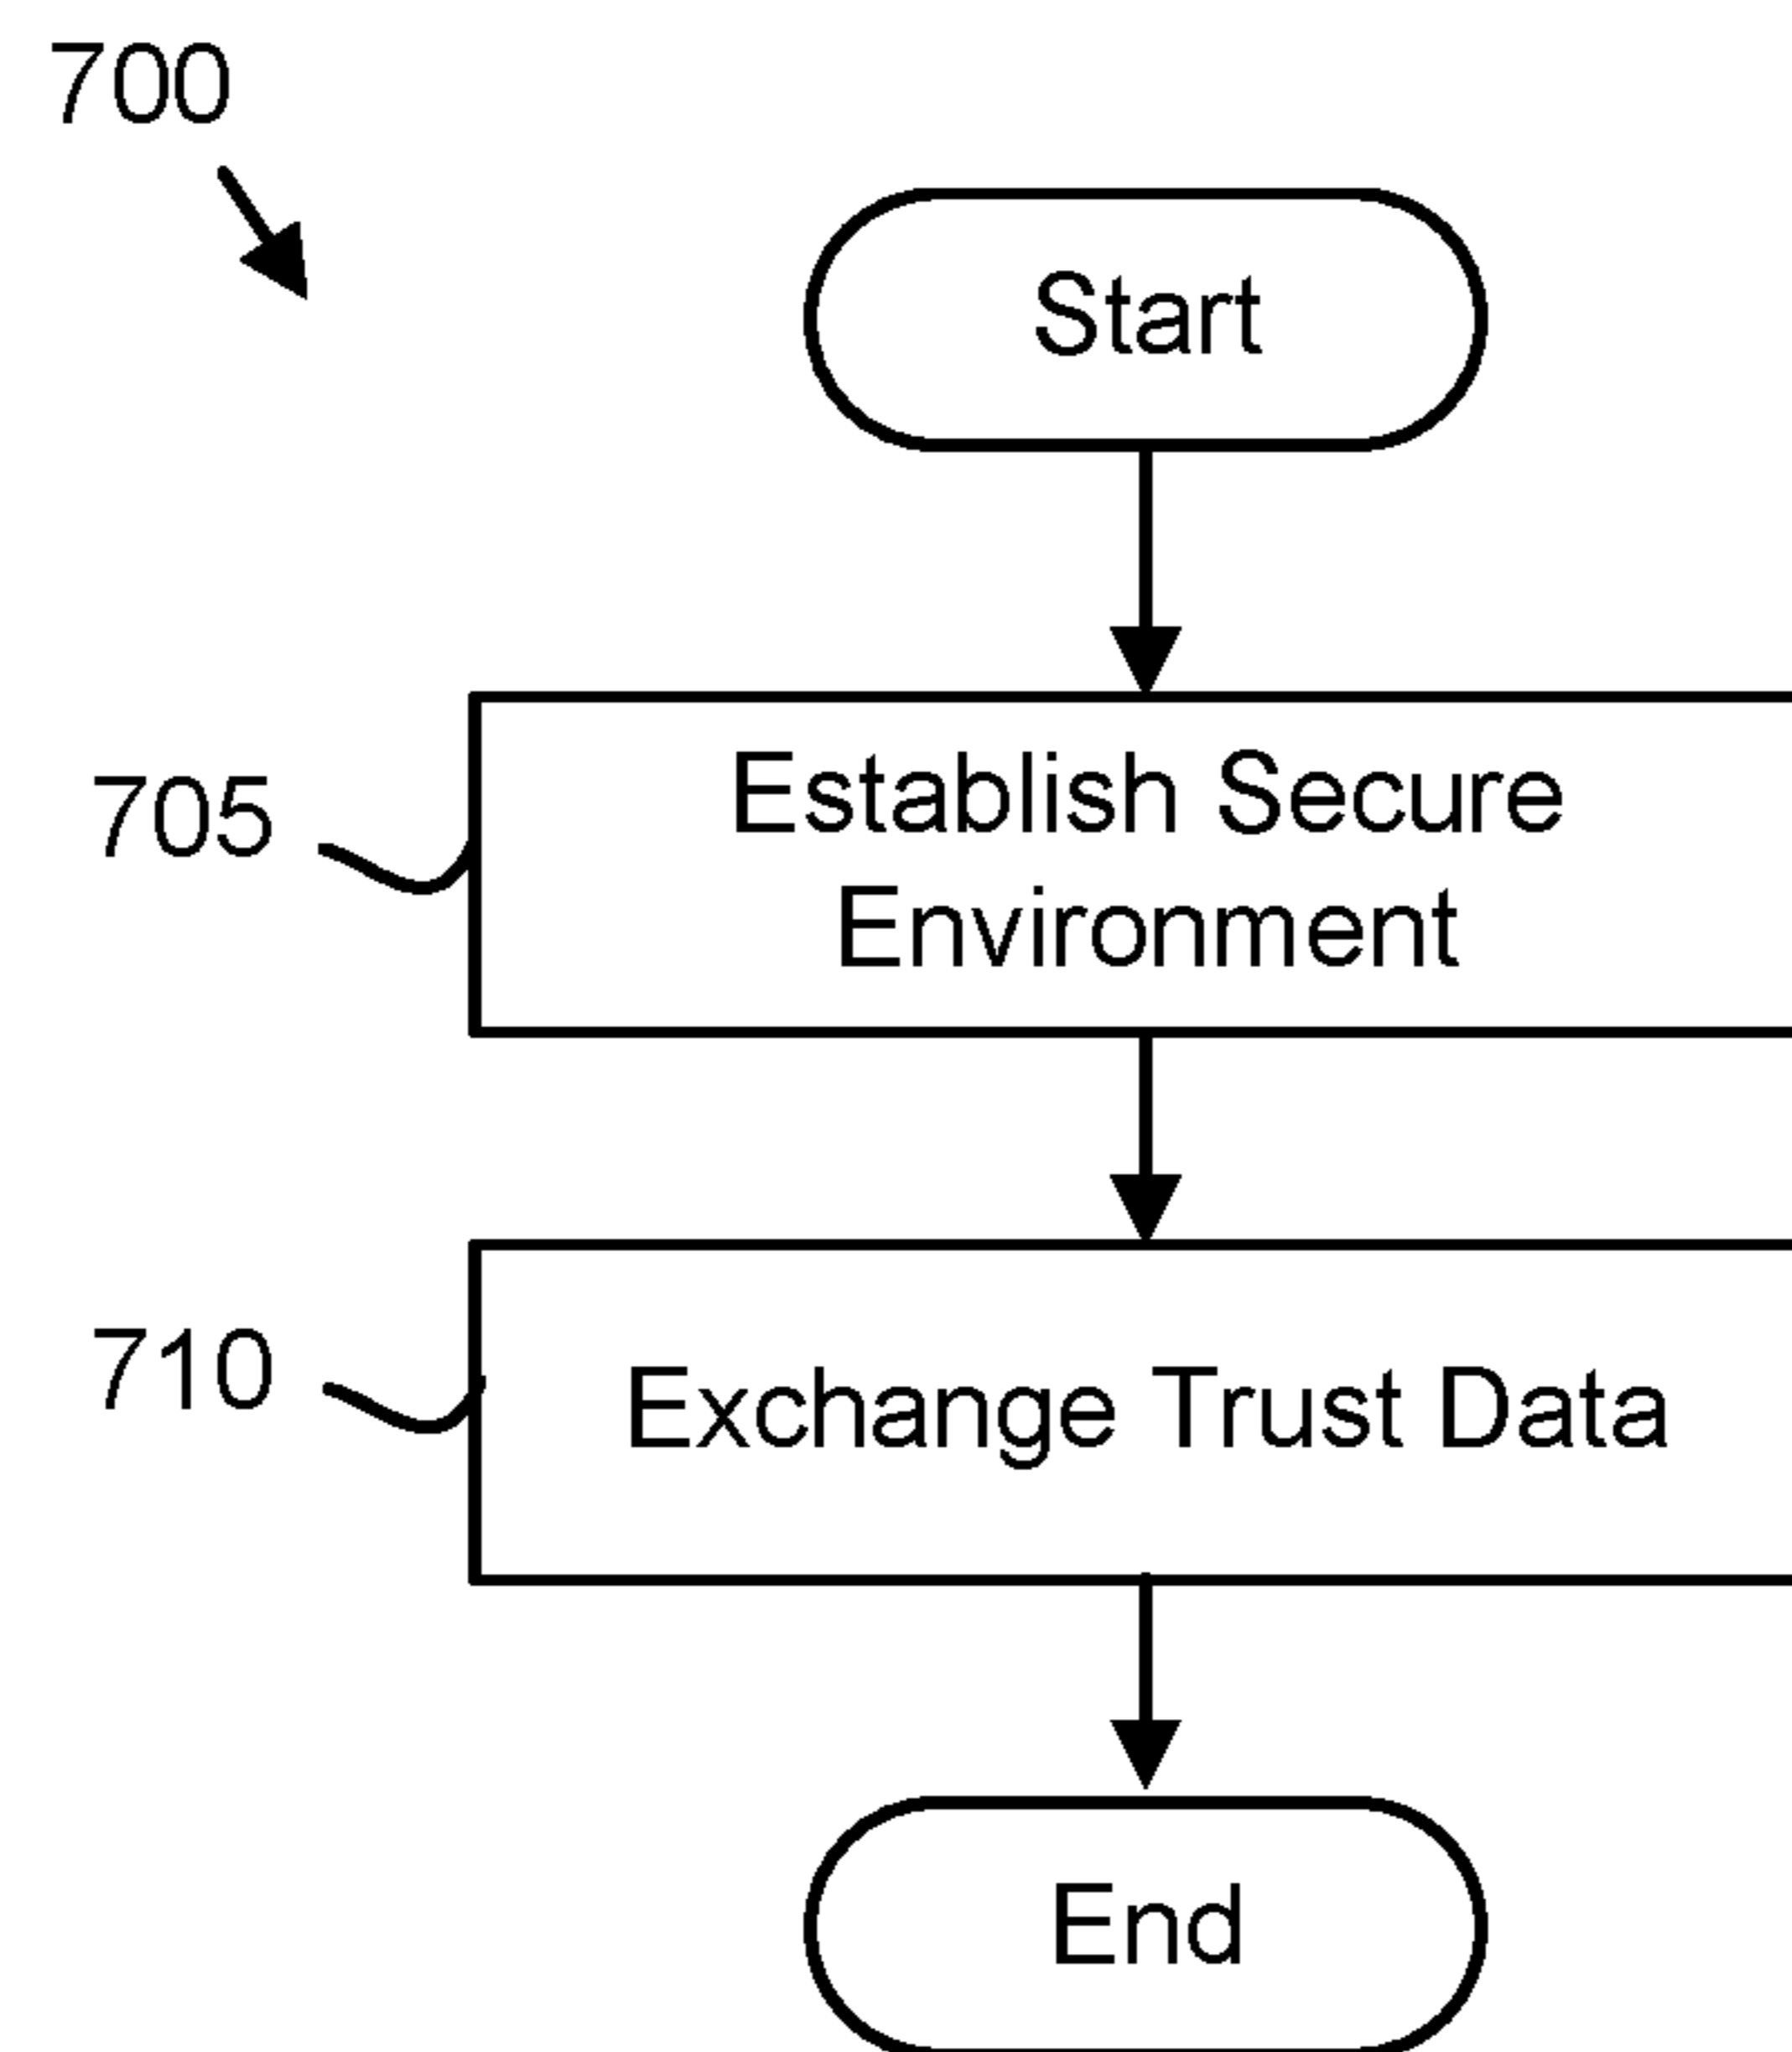 700
Start
705
Establish Secure
Environment
710
Exchange Trust Data
End